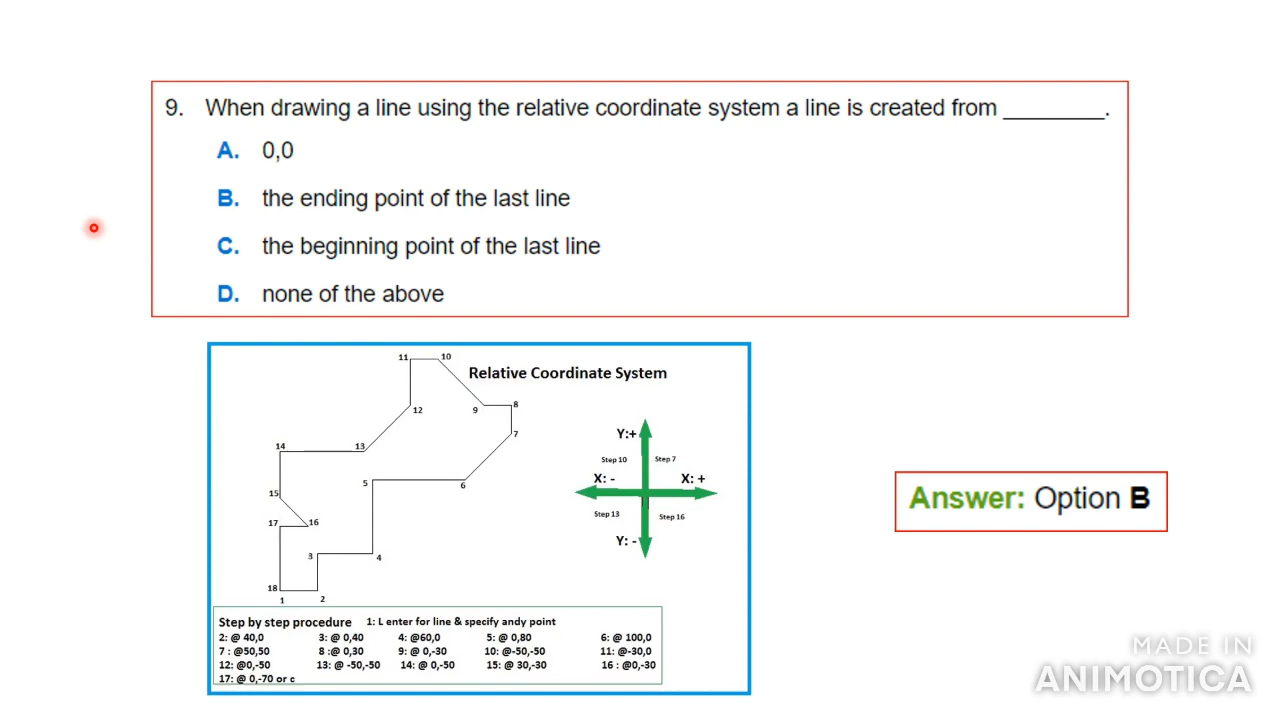 9. When drawing a line using the relative coordinate system a line is created from ________.
A. 0,0
B. the ending point of the last line
C. the beginning point of the last line
D. none of the above
11 10
Relative Coordinate System
12 9 8
7
14 13
5 6
15
17 16
3 4
18
1 2
Y:+
Step 10 Step 7
X: - X: +
Step 13 Step 16
Y: -
Answer: Option B
Step by step procedure 1: L enter for line & specify andy point
2: @ 40,0 3: @ 0,40 4: @60,0 5: @ 0,80 6: @ 100,0
7 : @50,50 8 :@ 0,30 9: @ 0,-30 10: @-50,-50 11: @-30,0
12: @0,-50 13: @ -50,-50 14: @ 0,-50 15: @ 30,-30 16 : @0,-30
17: @ 0,-70 or c
MADE IN
ANIMOTICA